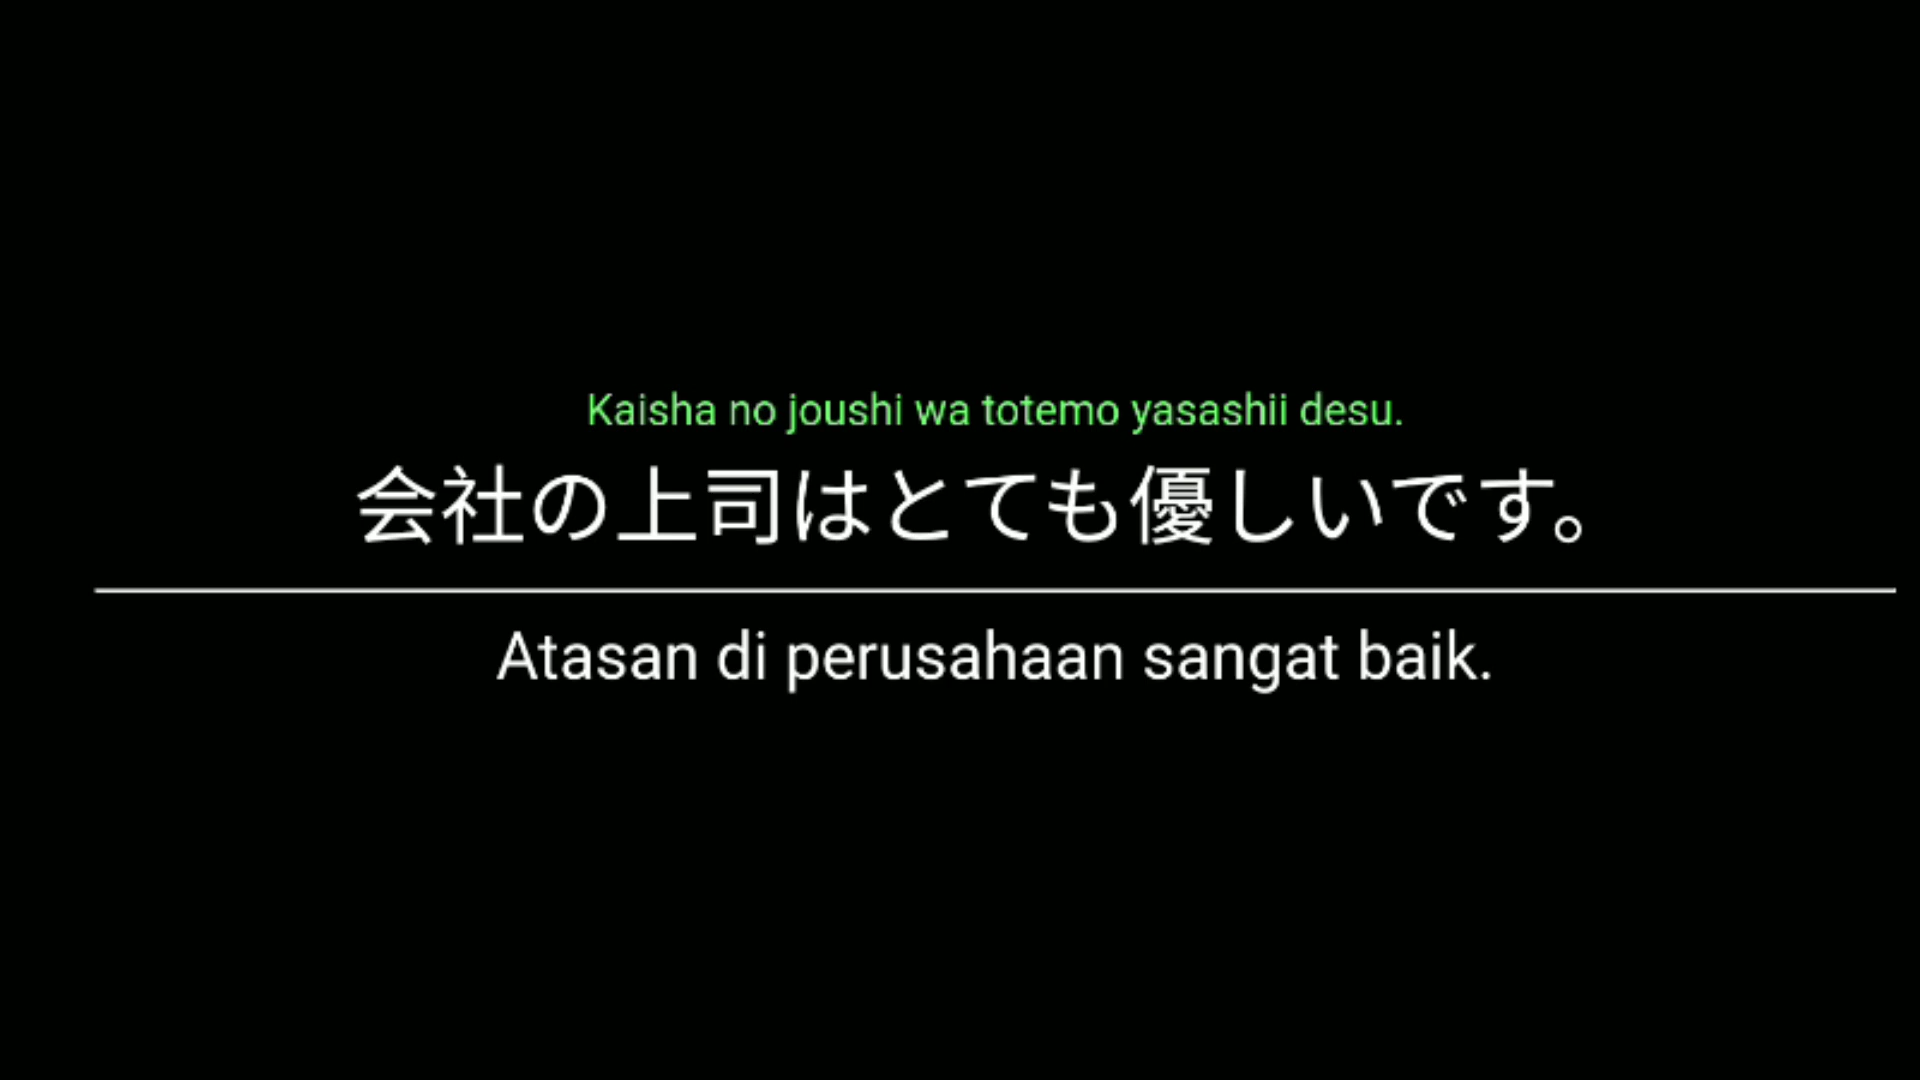 Kaisha no joushi wa totemo yasashii desu.
会社の上司はとても優しいです。
Atasan di perusahaan sangat baik.